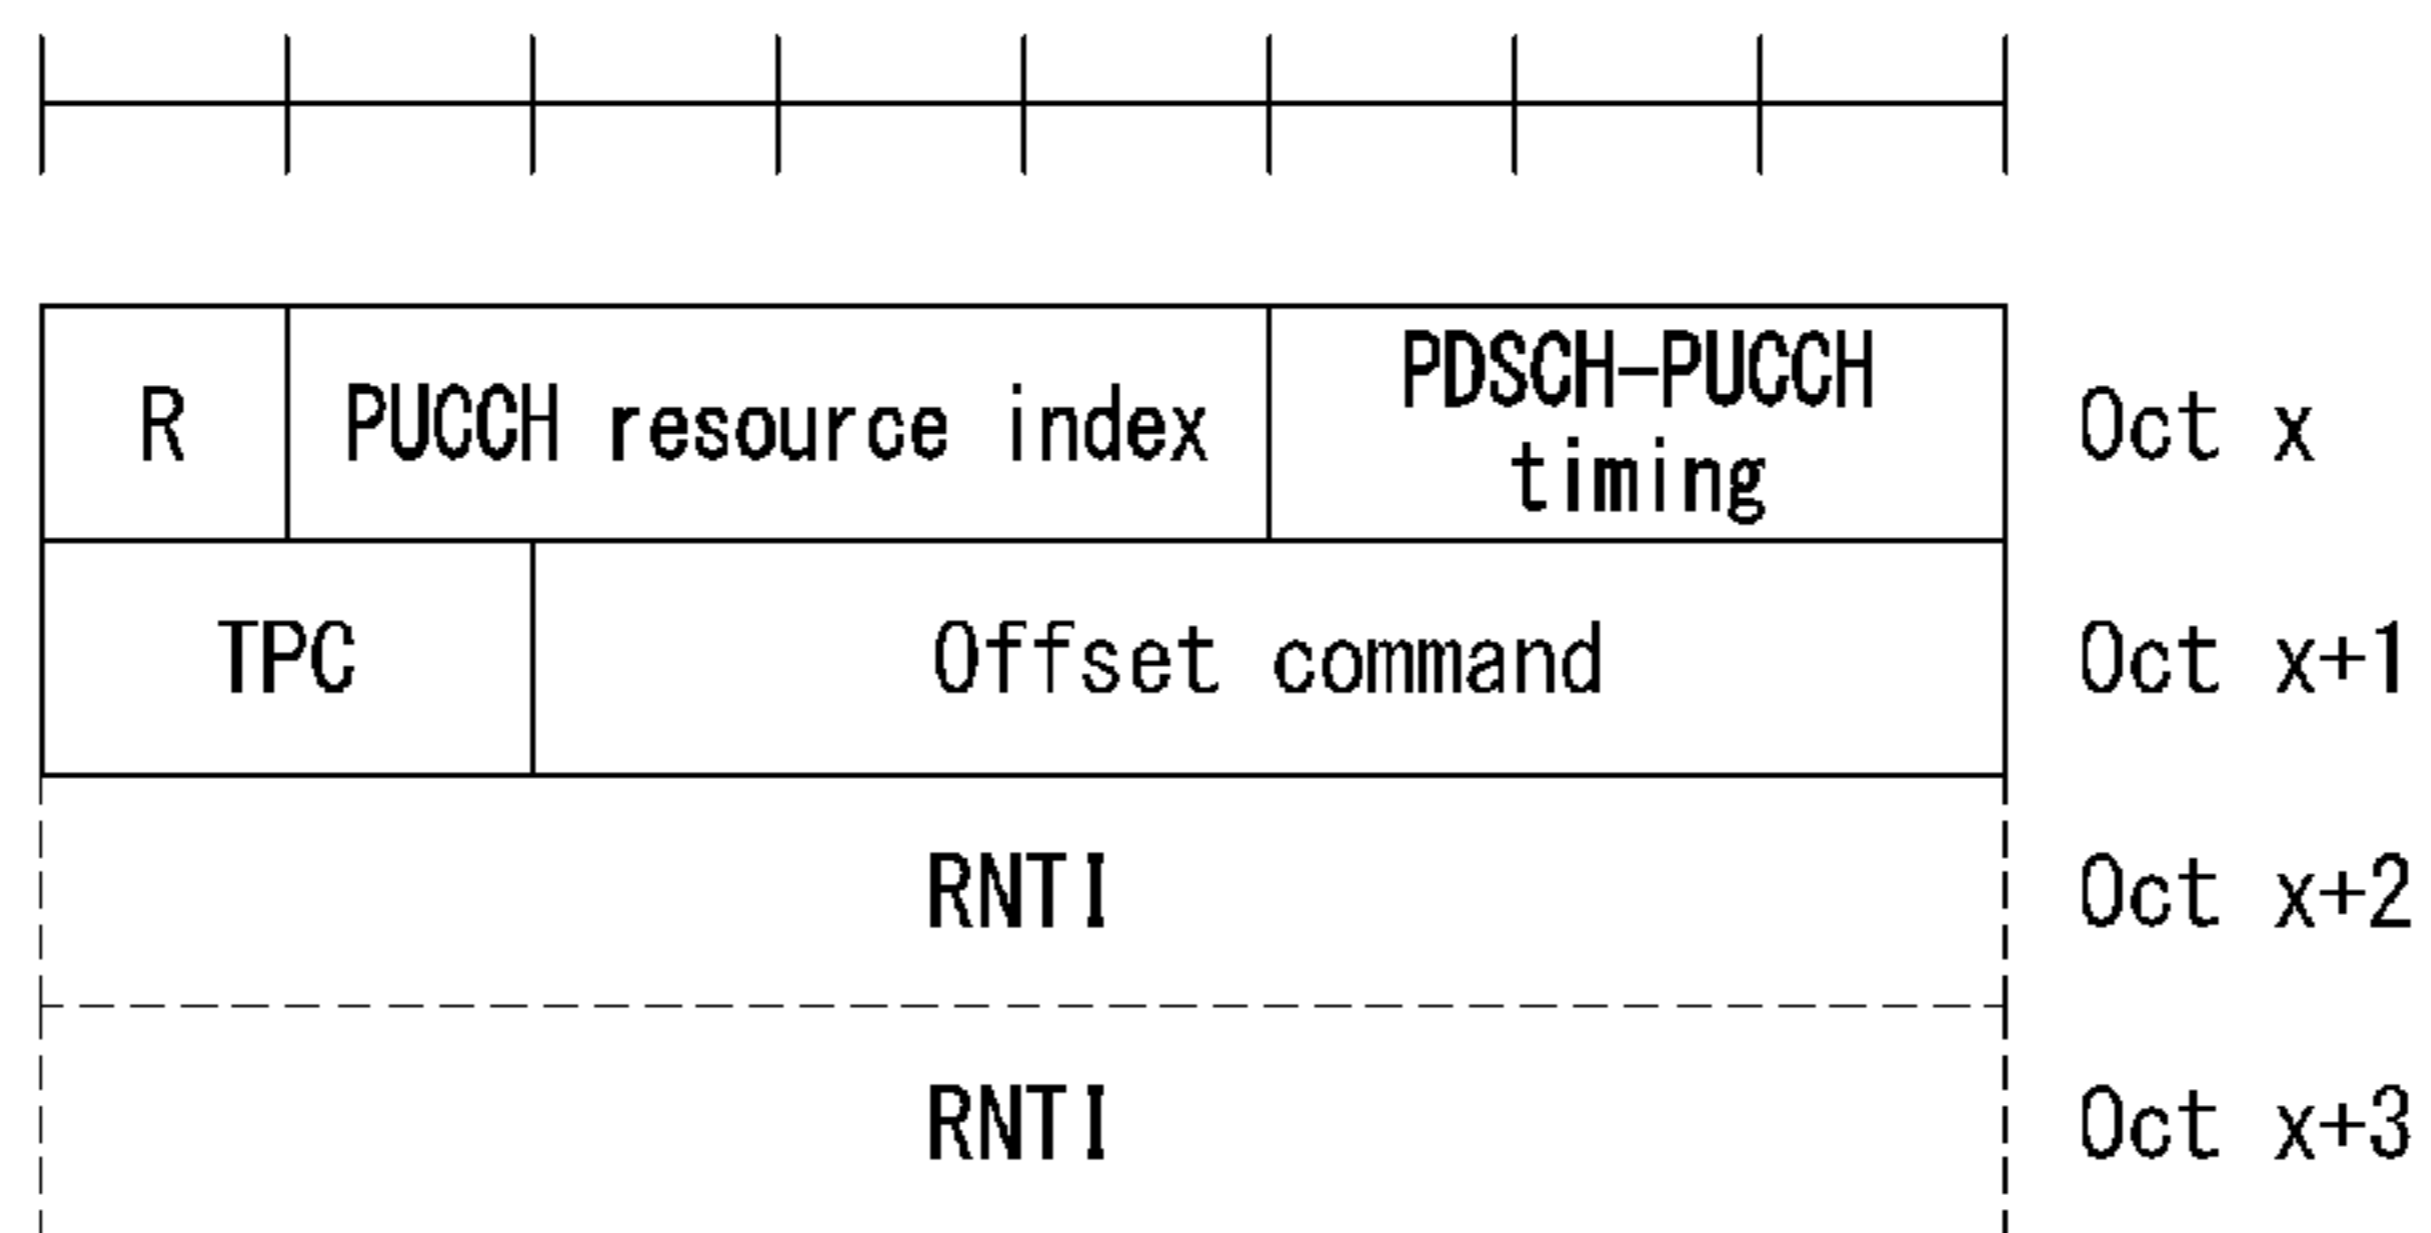 R PUCCH resource index PDSCH-PUCCH timing Oct x
TPC Offset command Oct x+1
RNTI Oct x+2
RNTI Oct x+3